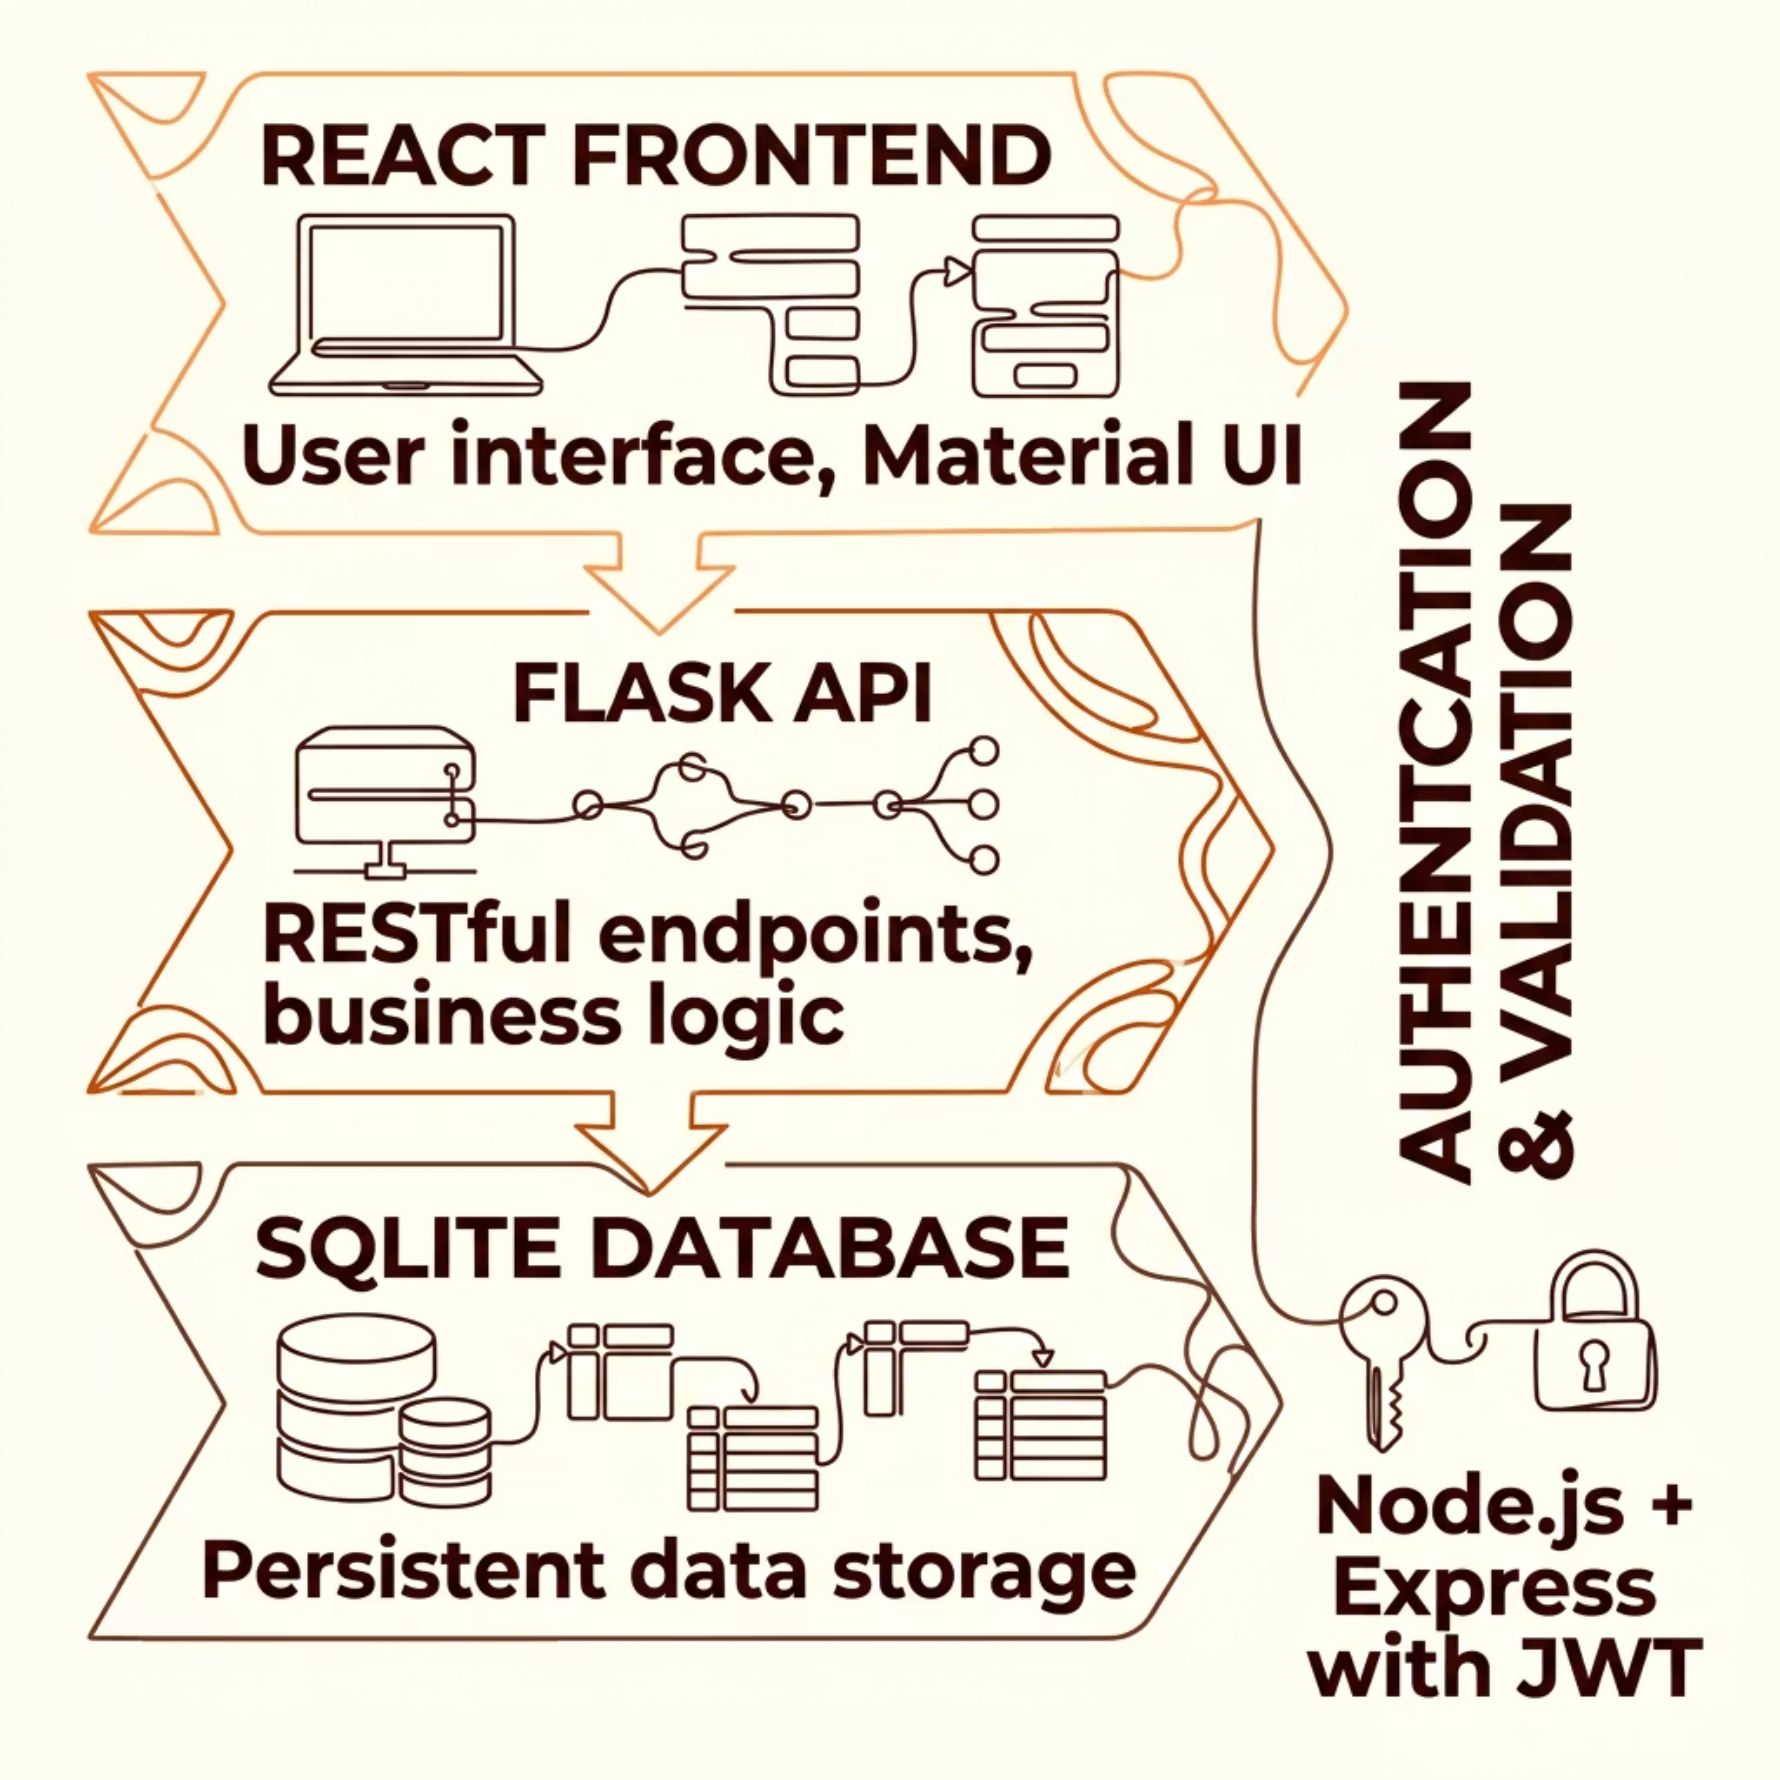 REACT FRONTEND
User interface, Material UI
FLASK API
RESTful endpoints,
business logic
SQLITE DATABASE
Persistent data storage
AUTHENTCATION
& VALIDATION
Node.js +
Express
with JWT